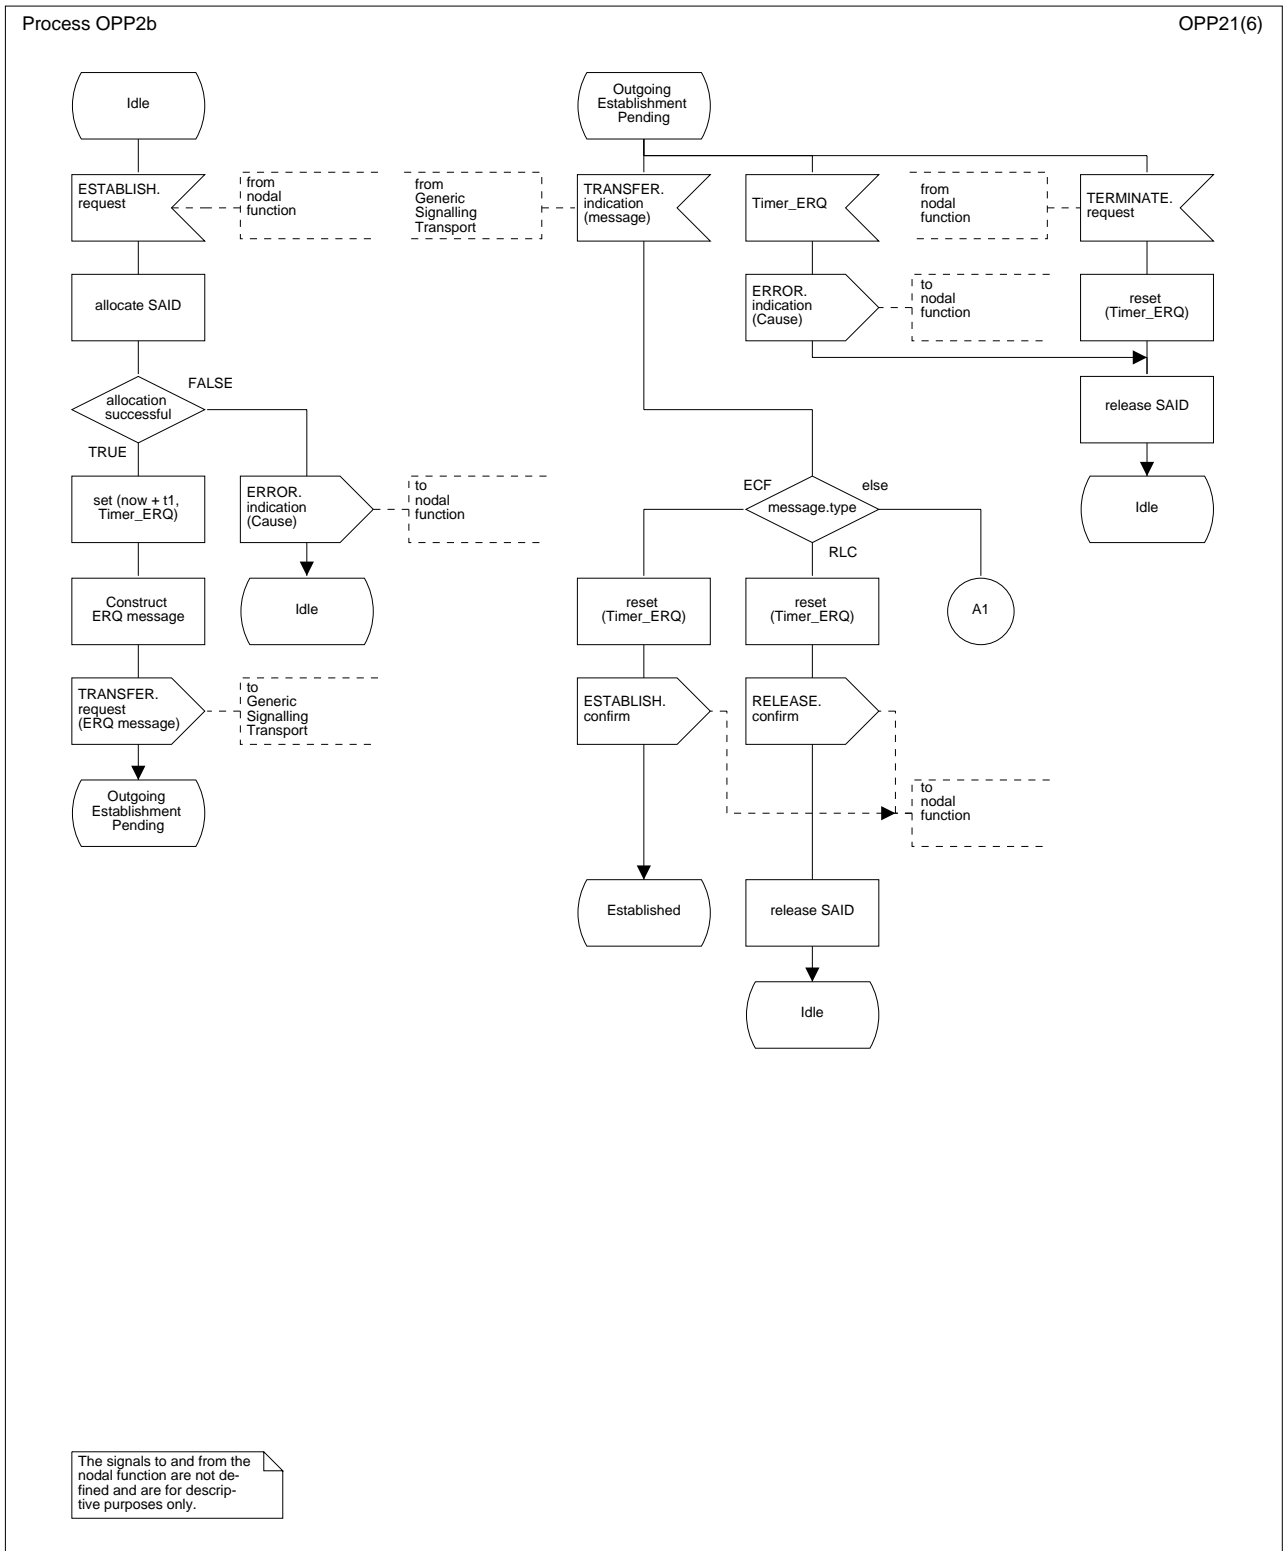 Process OPP2b
OPP21(6)
Idle
ESTABLISH.
request
from
nodal
function
allocate SAID
allocation
successful
FALSE
TRUE
set (now + t1,
Timer_ERQ)
ERROR.
indication
(Cause)
to
nodal
function
Construct
ERQ message
Idle
TRANSFER.
request
(ERQ message)
to
Generic
Signalling
Transport
Outgoing
Establishment
Pending
Outgoing
Establishment
Pending
from
Generic
Signalling
Transport
TRANSFER.
indication
(message)
Timer_ERQ
from
nodal
function
TERMINATE.
request
ERROR.
indication
(Cause)
to
nodal
function
reset
(Timer_ERQ)
release SAID
Idle
ECF
else
message.type
RLC
reset
(Timer_ERQ)
reset
(Timer_ERQ)
A1
ESTABLISH.
confirm
RELEASE.
confirm
to
nodal
function
Established
release SAID
Idle
The signals to and from the
nodal function are not de-
fined and are for descrip-
tive purposes only.